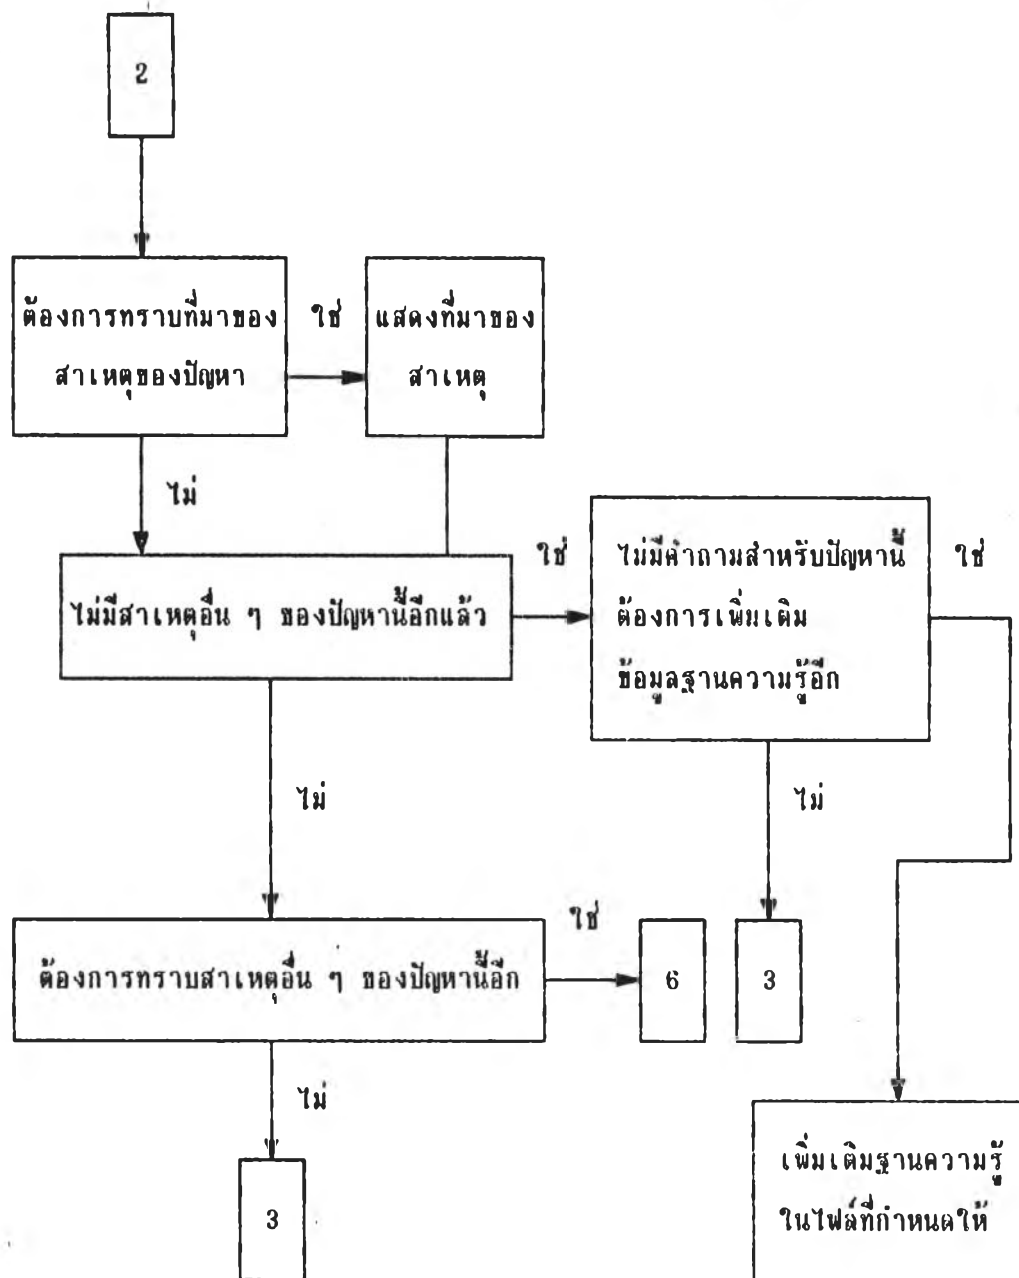 2
ต้องการทราบที่มาของ
สาเหตุของปัญหา
ใช่
แสดงที่มาของ
สาเหตุ
ไม่
ไม่มีสาเหตุอื่น ๆ ของปัญหานี้อีกแล้ว
ใช่
ไม่มีคำถามสำหรับปัญหานี้
ต้องการเพิ่มเติม
ข้อมูลฐานความรู้อีก
ใช่
ไม่
ไม่
ต้องการทราบสาเหตุอื่น ๆ ของปัญหานี้อีก
ใช่
6
3
ไม่
3
เพิ่มเติมฐานความรู้
ในไฟล์ที่กำหนดให้